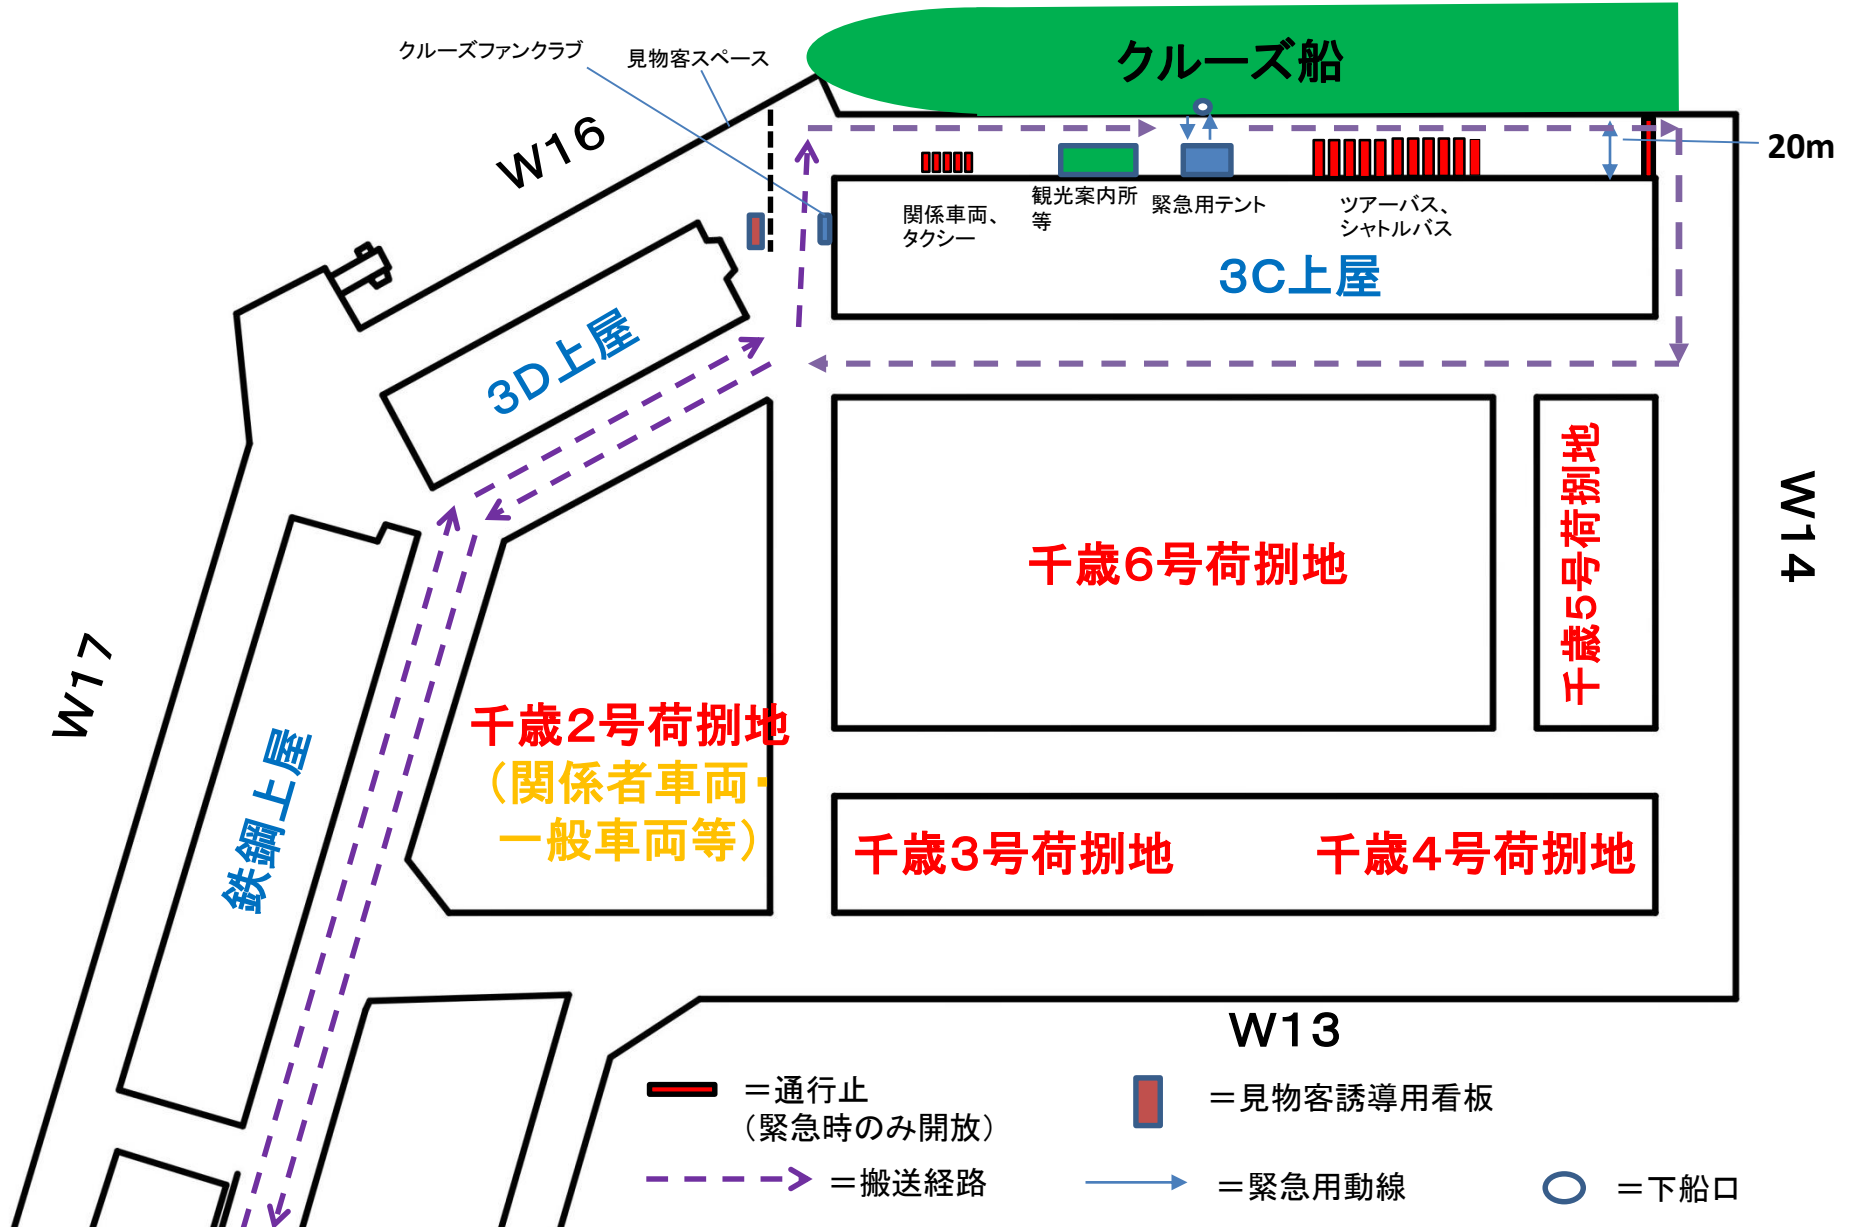 クルーズ船
クルーズファンクラブ
見物客スペース
W16
20m
関係車両、
タクシー
観光案内所
等
緊急用テント
ツアーバス、
シャトルバス
3C上屋
3D上屋
千歳6号荷捌地
千歳5号荷捌地
W14
W17
鉄鋼上屋
千歳2号荷捌地
(関係者車両・
一般車両等)
千歳3号荷捌地
千歳4号荷捌地
W13
=通行止
(緊急時のみ開放)
=見物客誘導用看板
=搬送経路
=緊急用動線
=下船口